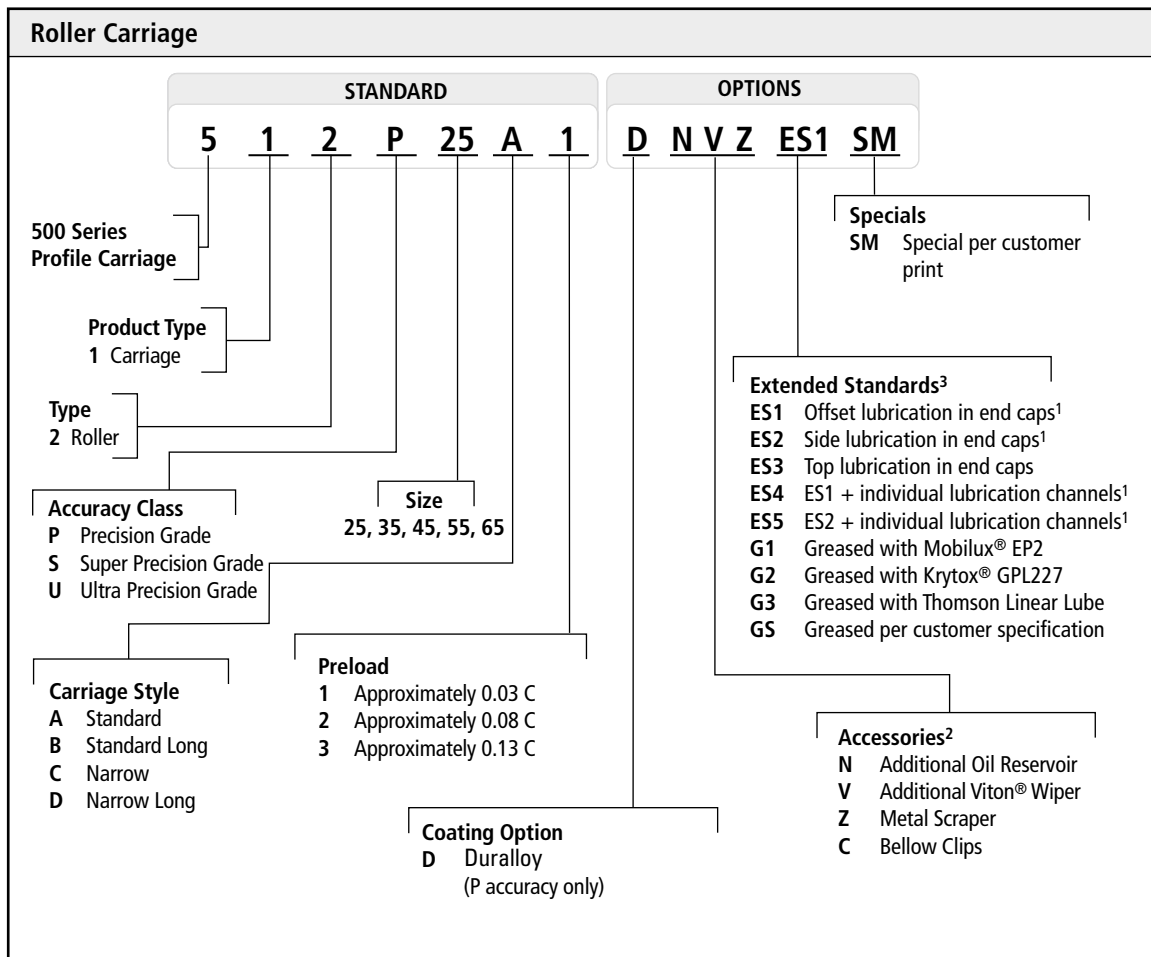 Roller Carriage
STANDARD
OPTIONS
5 1 2 P 25 A 1 D N V Z ES1 SM
500 Series
Profile Carriage
Product Type
1 Carriage
Type
2 Roller
Accuracy Class
P Precision Grade
S Super Precision Grade
U Ultra Precision Grade
Size
25, 35, 45, 55, 65
Carriage Style
A Standard
B Standard Long
C Narrow
D Narrow Long
Preload
1 Approximately 0.03 C
2 Approximately 0.08 C
3 Approximately 0.13 C
Coating Option
D Duralloy
(P accuracy only)
Specials
SM Special per customer
print
Extended Standards³
ES1 Offset lubrication in end caps¹
ES2 Side lubrication in end caps¹
ES3 Top lubrication in end caps
ES4 ES1 + individual lubrication channels¹
ES5 ES2 + individual lubrication channels¹
G1 Greased with Mobilux® EP2
G2 Greased with Krytox® GPL227
G3 Greased with Thomson Linear Lube
GS Greased per customer specification
Accessories²
N Additional Oil Reservoir
V Additional Viton® Wiper
Z Metal Scraper
C Bellow Clips